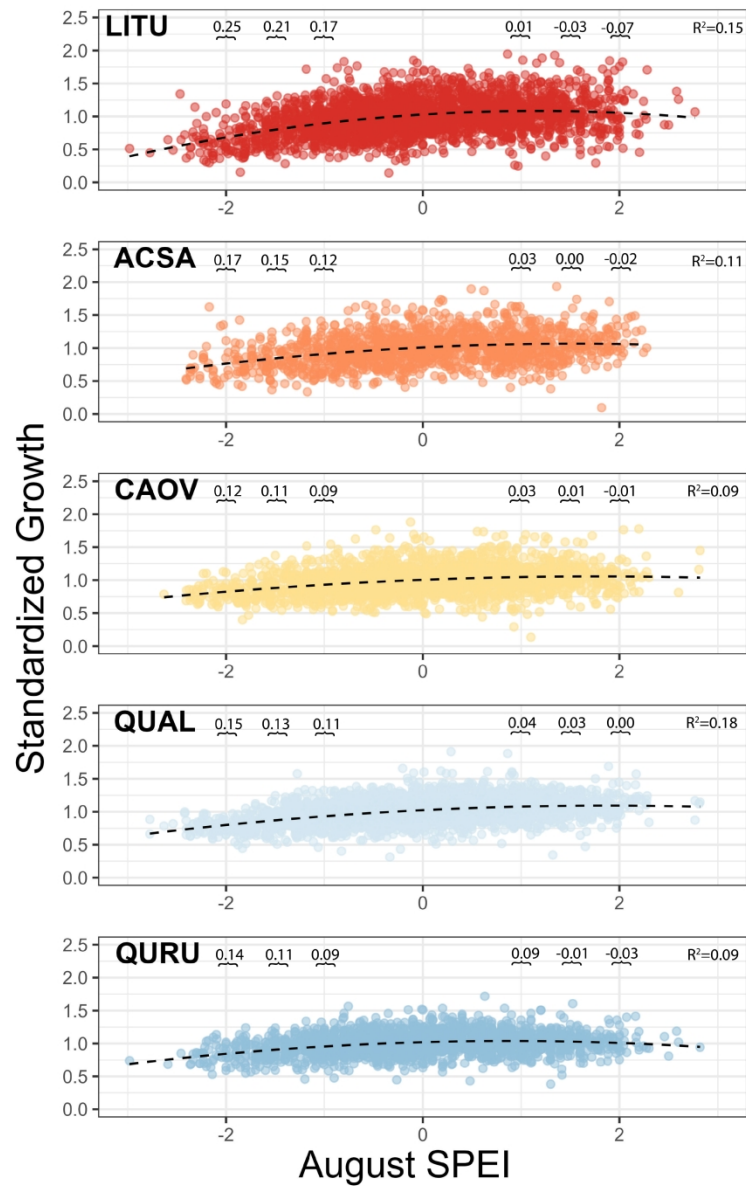 LITU 0.25 0.21 0.17 0.01 -0.03 -0.07 R²=0.15
2.5
2.0
1.5
1.0
0.5
0.0
-2 0 2
ACSA 0.17 0.15 0.12 0.03 0.00 -0.02 R²=0.11
2.5
2.0
1.5
1.0
0.5
0.0
-2 0 2
CAOV 0.12 0.11 0.09 0.03 0.01 -0.01 R²=0.09
2.5
2.0
1.5
1.0
0.5
0.0
-2 0 2
QUAL 0.15 0.13 0.11 0.04 0.03 0.00 R²=0.18
2.5
2.0
1.5
1.0
0.5
0.0
-2 0 2
QURU 0.14 0.11 0.09 0.09 -0.01 -0.03 R²=0.09
2.5
2.0
1.5
1.0
0.5
0.0
-2 0 2
Standardized Growth
August SPEI